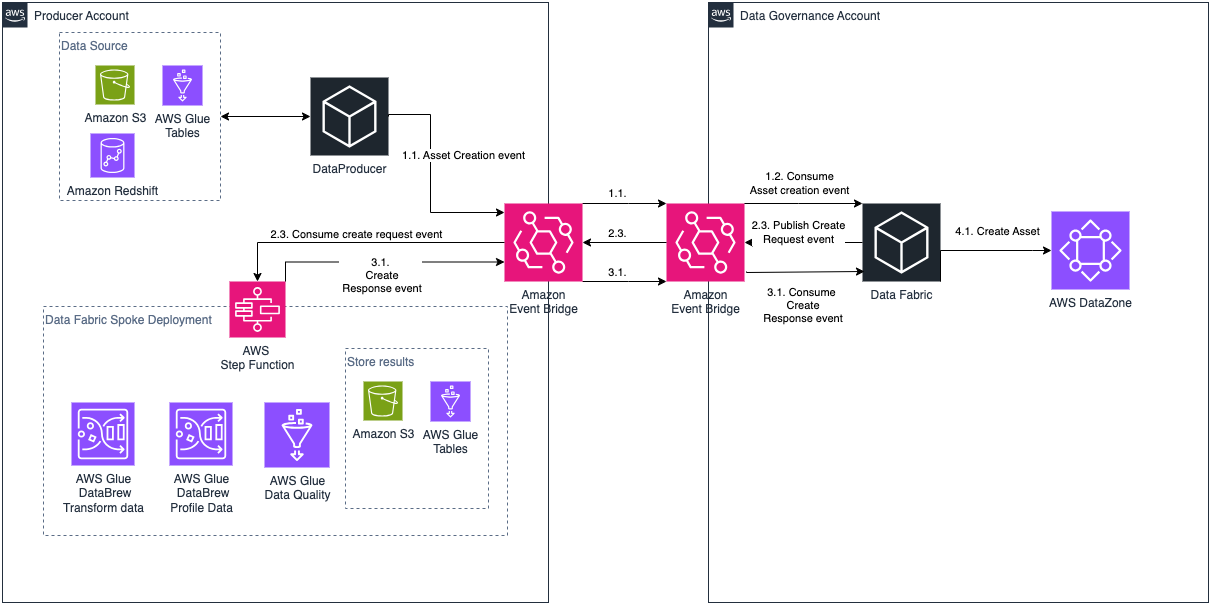 aws
Producer Account
Data Source
Amazon S3
AWS Glue
Tables
Amazon Redshift
DataProducer
1.1. Asset Creation event
2.3. Consume create request event
3.1.
Create
Response event
Amazon
Event Bridge
1.1.
2.3.
3.1.
Data Fabric Spoke Deployment
AWS
Step Function
Store results
Amazon S3
AWS Glue
Tables
AWS Glue
DataBrew
Transform data
AWS Glue
DataBrew
Profile Data
AWS Glue
Data Quality
aws
Data Governance Account
Amazon
Event Bridge
1.2. Consume
Asset creation event
2.3. Publish Create
Request event
3.1. Consume
Create
Response event
Data Fabric
4.1. Create Asset
AWS DataZone